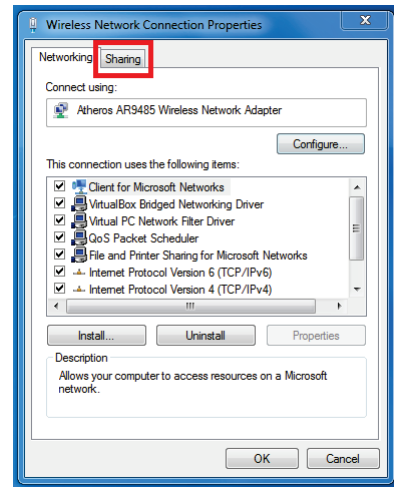 Wireless Network Connection Properties
X
Networking
Sharing
Connect using:
Atheros AR9485 Wireless Network Adapter
Configure...
This connection uses the following items:
Client for Microsoft Networks
VirtualBox Bridged Networking Driver
Virtual PC Network Filter Driver
QoS Packet Scheduler
File and Printer Sharing for Microsoft Networks
Internet Protocol Version 6 (TCP/IPv6)
Internet Protocol Version 4 (TCP/IPv4)
Install...
Uninstall
Properties
Description
Allows your computer to access resources on a Microsoft
network.
OK
Cancel